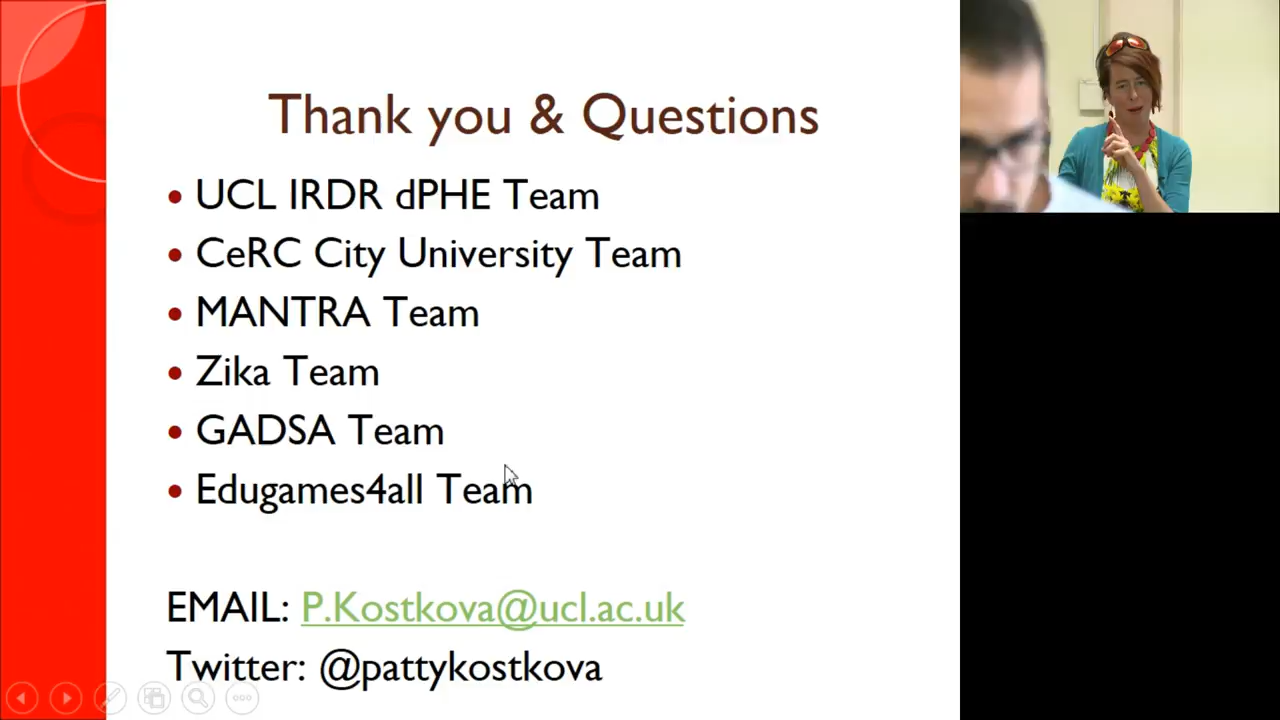 Thank you & Questions
UCL IRDR dPHE Team
CeRC City University Team
MANTRA Team
Zika Team
GADSA Team
Edugames4all Team
EMAIL: P.Kostkova@ucl.ac.uk
Twitter: @pattykostkova